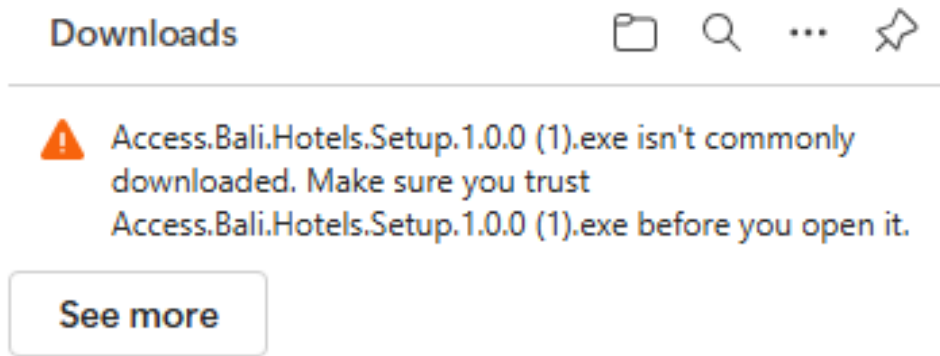 Downloads
Access.Bali.Hotels.Setup.1.0.0 (1).exe isn't commonly
downloaded. Make sure you trust
Access.Bali.Hotels.Setup.1.0.0 (1).exe before you open it.
See more